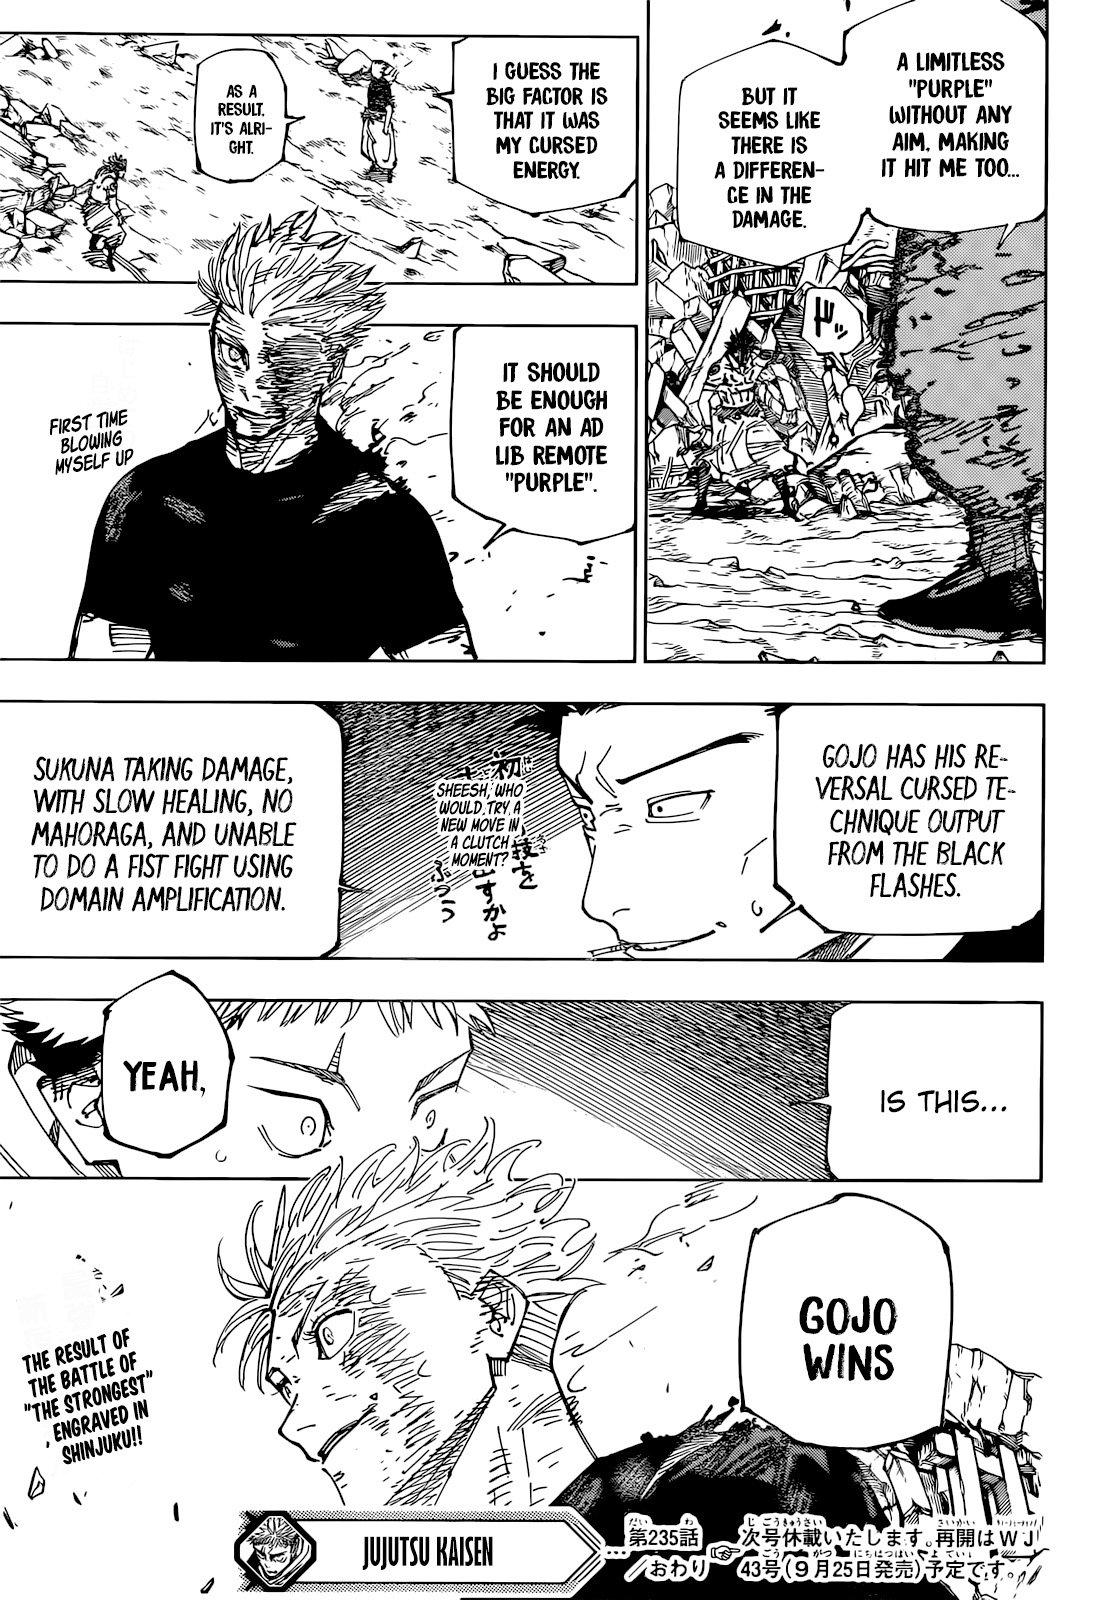 A LIMITLESS
"PURPLE"
WITHOUT ANY
AIM, MAKING
IT HIT ME TOO...
BUT IT
SEEMS LIKE
THERE IS
A DIFFEREN-
CE IN THE
DAMAGE.
ド
I GUESS THE
BIG FACTOR IS
THAT IT WAS
MY CURSED
ENERGY.
AS A
RESULT,
IT'S ALRI-
GHT.
IT SHOULD
BE ENOUGH
FOR AN AD
LIB REMOTE
"PURPLE".
FIRST TIME
BLOWING
MYSELF UP
GOJO HAS HIS RE-
VERSAL CURSED TE-
CHNIQUE OUTPUT
FROM THE BLACK
FLASHES.
SHEESH, WHO
WOULD TRY A
NEW MOVE IN
A CLUTCH
MOMENT?
SUKUNA TAKING DAMAGE,
WITH SLOW HEALING, NO
MAHORAGA, AND UNABLE
TO DO A FIST FIGHT USING
DOMAIN AMPLIFICATION.
IS THIS...
YEAH,
GOJO
WINS
THE RESULT OF
THE BATTLE OF
"THE STRONGEST"
, ENGRAVED IN
SHINJUKU!!
JUJUTSU KAISEN
…第235話
／おわり
☞次号休載いたします。再開はＷＪ
43号(９月25日発売)予定です。